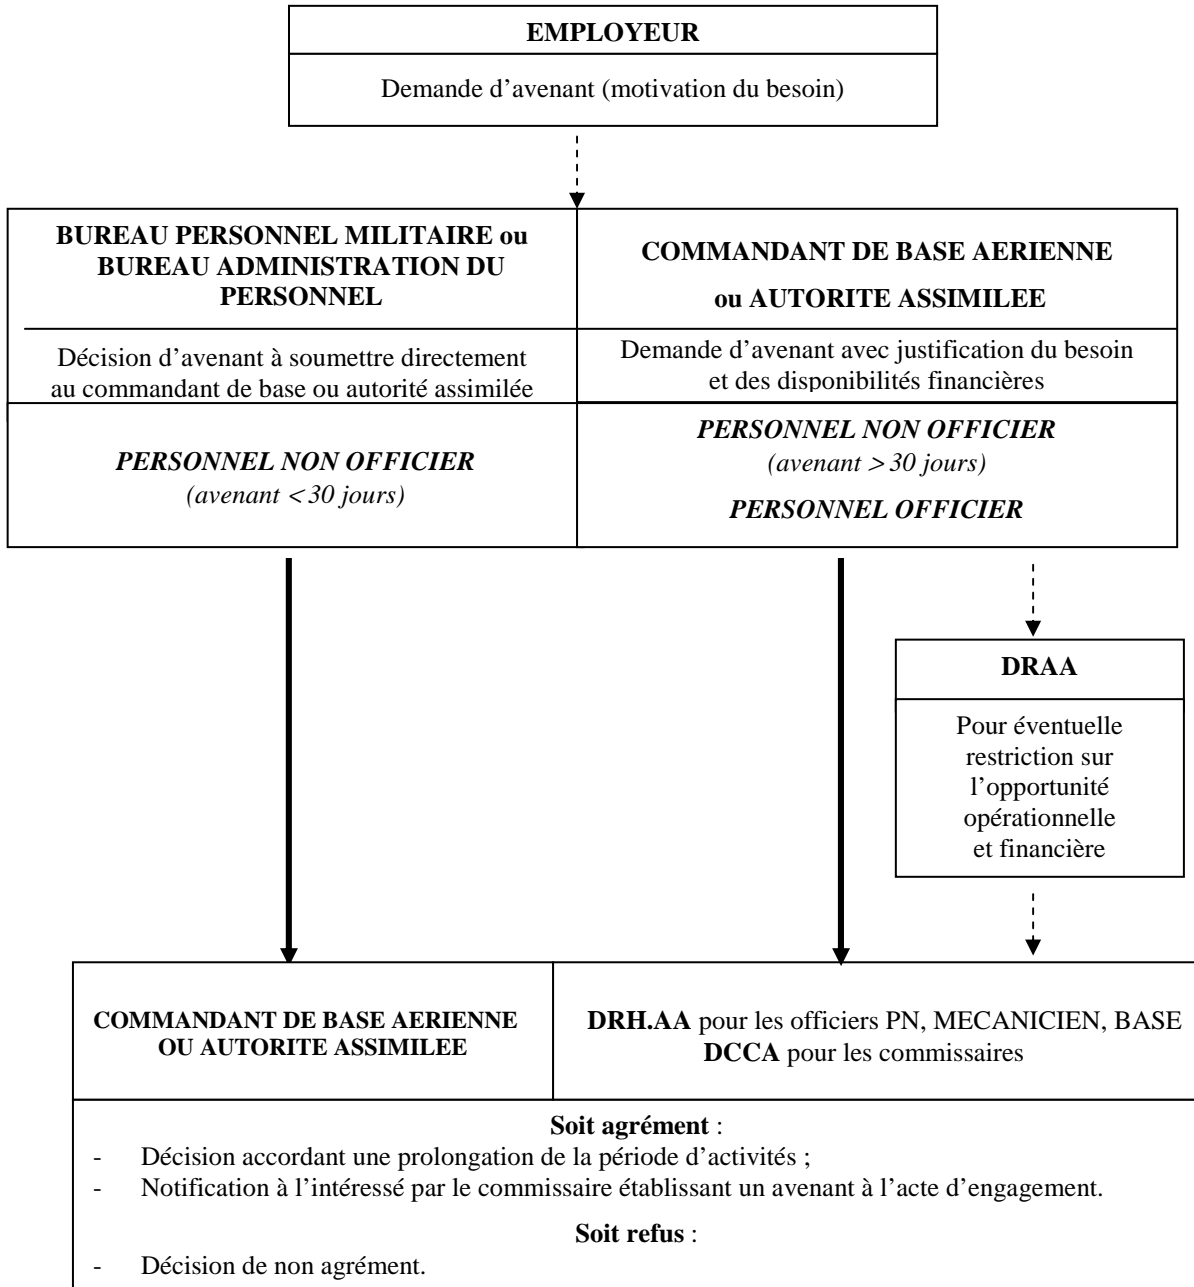 EMPLOYEUR
Demande d’avenant (motivation du besoin)
BUREAU PERSONNEL MILITAIRE ou
BUREAU ADMINISTRATION DU
PERSONNEL
Décision d’avenant à soumettre directement
au commandant de base ou autorité assimilée
PERSONNEL NON OFFICIER
(avenant < 30 jours)
COMMANDANT DE BASE AERIENNE
ou AUTORITE ASSIMILEE
Demande d’avenant avec justification du besoin
et des disponibilités financières
PERSONNEL NON OFFICIER
(avenant > 30 jours)
PERSONNEL OFFICIER
DRAA
Pour éventuelle
restriction sur
l’opportunité
opérationnelle
et financière
COMMANDANT DE BASE AERIENNE
OU AUTORITE ASSIMILEE
DRH.AA pour les officiers PN, MECANICIEN, BASE
DCCA pour les commissaires
Soit agrément :
- Décision accordant une prolongation de la période d’activités ;
- Notification à l’intéressé par le commissaire établissant un avenant à l’acte d’engagement.
Soit refus :
- Décision de non agrément.